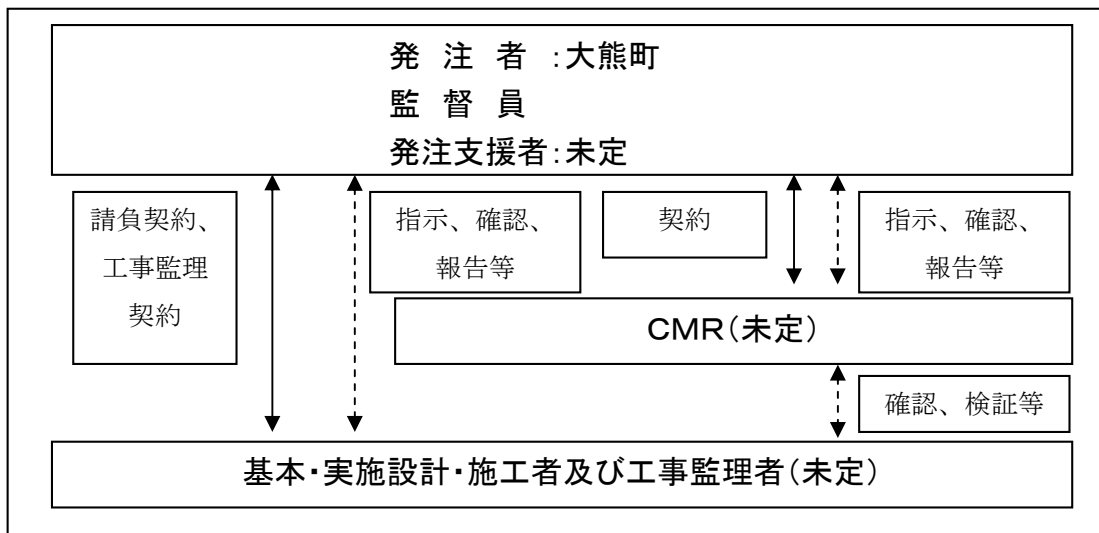 発 注 者 ：大熊町
監 督 員
発注支援者：未定
請負契約、
工事監理
契約
指示、確認、
報告等
契約
指示、確認、
報告等
ＣＭＲ（未定）
確認、検証等
基本・実施設計・施工者及び工事監理者（未定）